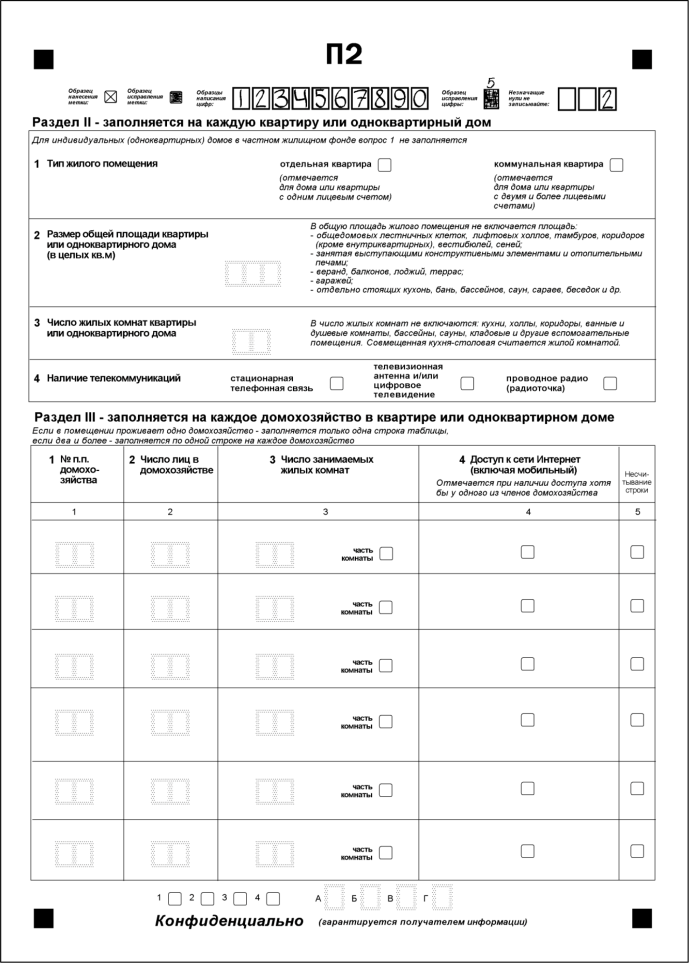 П2
Образец нанесения метки:
Образец исправления метки:
Образцы написания цифр:
1 2 3 4 5 6 7 8 9 0
Образец исправления цифры:
5
Незначащие нули не записывайте:
2
Раздел II - заполняется на каждую квартиру или одноквартирный дом
Для индивидуальных (одноквартирных) домов в частном жилищном фонде вопрос 1 не заполняется
1 Тип жилого помещения
отдельная квартира
(отмечается
для дома или квартиры
с одним лицевым счетом)
коммунальная квартира
(отмечается
для дома или квартиры
с двумя и более лицевыми
счетами)
2 Размер общей площади квартиры
или одноквартирного дома
(в целых кв.м)
В общую площадь жилого помещения не включается площадь:
- общедомовых лестничных клеток, лифтовых холлов, тамбуров, коридоров
(кроме внутриквартирных), вестибюлей, сеней;
- занятая выступающими конструктивными элементами и отопительными
печами;
- веранд, балконов, лоджий, террас;
- гаражей;
- отдельно стоящих кухонь, бань, бассейнов, саун, сараев, беседок и др.
3 Число жилых комнат квартиры
или одноквартирного дома
В число жилых комнат не включаются: кухни, холлы, коридоры, ванные и
душевые комнаты, бассейны, сауны, кладовые и другие вспомогательные
помещения. Совмещенная кухня-столовая считается жилой комнатой.
4 Наличие телекоммуникаций
стационарная
телефонная связь
телевизионная
антенна и/или
цифровое
телевидение
проводное радио
(радиоточка)
Раздел III - заполняется на каждое домохозяйство в квартире или одноквартирном доме
Если в помещении проживает одно домохозяйство - заполняется только одна строка таблицы,
если два и более - заполняется по одной строке на каждое домохозяйство
1 № п.п.
домохо-
зяйства
2 Число лиц в
домохозяйстве
3 Число занимаемых
жилых комнат
4 Доступ к сети Интернет
(включая мобильный)
Отмечается при наличии доступа хотя
бы у одного из членов домохозяйства
Несчи-
тывание
строки
1 2 3 4 5
часть
комнаты
часть
комнаты
часть
комнаты
часть
комнаты
часть
комнаты
часть
комнаты
1 2 3 4 А Б В Г
Конфиденциально (гарантируется получателем информации)